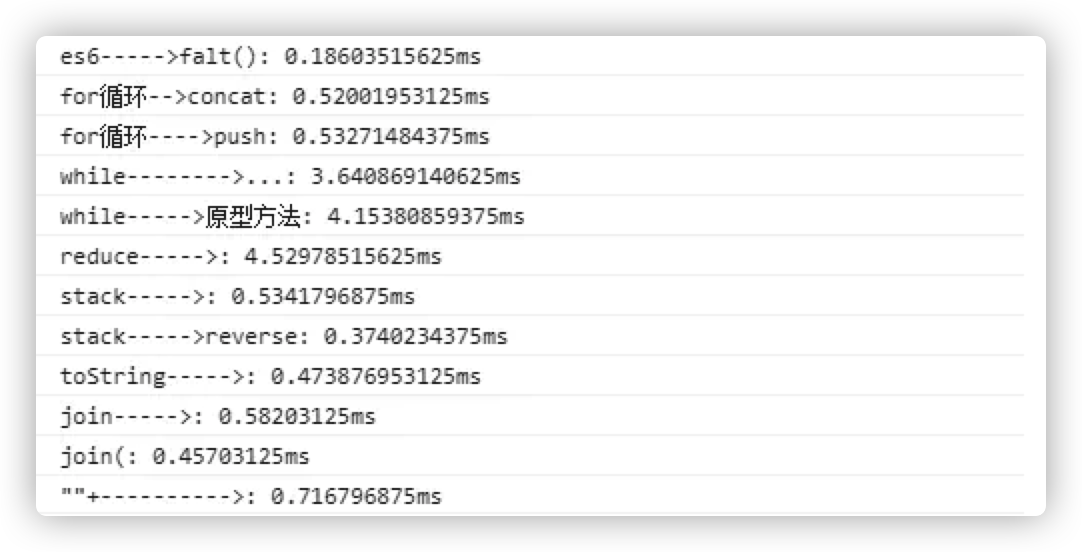 es6----->falt(): 0.18603515625ms
for循环-->concat: 0.52001953125ms
for循环---->push: 0.53271484375ms
while-------->...: 3.640869140625ms
while----->原型方法: 4.15380859375ms
reduce----->: 4.52978515625ms
stack----->: 0.5341796875ms
stack----->reverse: 0.3740234375ms
toString----->: 0.473876953125ms
join----->: 0.58203125ms
join(: 0.45703125ms
""+---------->: 0.716796875ms